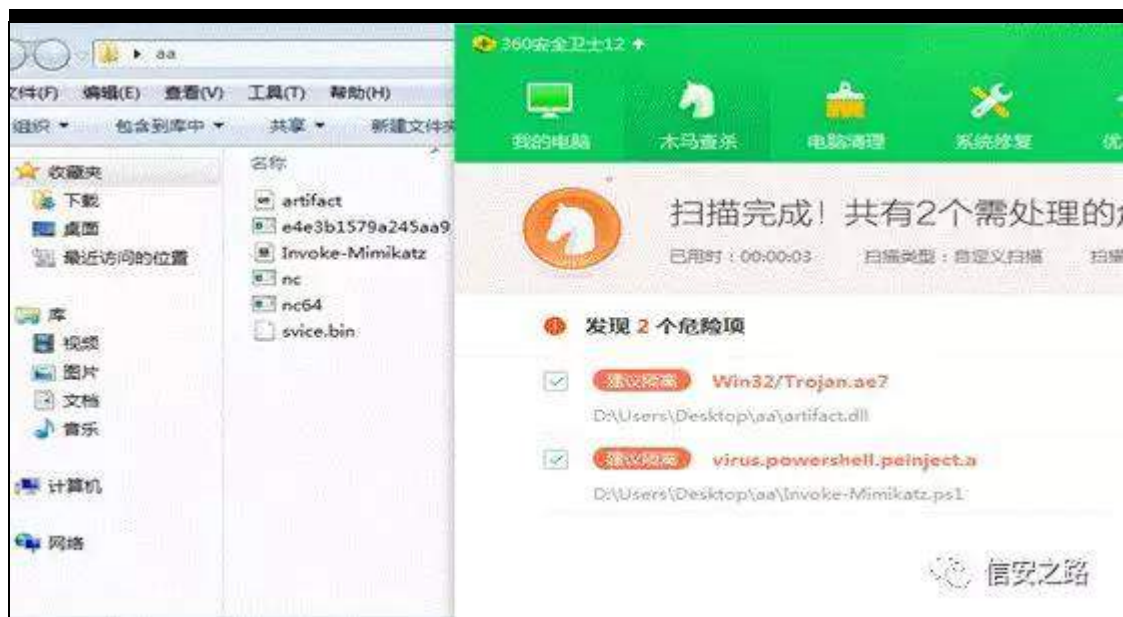 aa
文件(F) 编辑(E) 查看(V) 工具(T) 帮助(H)
组织 包含到库中 共享 新建文件夹
收藏夹
下载
桌面
最近访问的位置
库
视频
图片
文档
音乐
计算机
网络
名称
artifact
e4e3b1579a245aa9
Invoke-Mimikatz
nc
nc64
svice.bin
360安全卫士12
我的电脑 木马查杀 电脑清理 系统修复 优
扫描完成！共有2个需处理的
已用时：00:00:03 扫描类型：自定义扫描 扫描
发现 2 个危险项
建议隔离 Win32/Trojan.ae7
D:\Users\Desktop\aa\artifact.dll
建议隔离 virus.powershell.peinject.a
D:\Users\Desktop\aa\Invoke-Mimikatz.ps1
信安之路